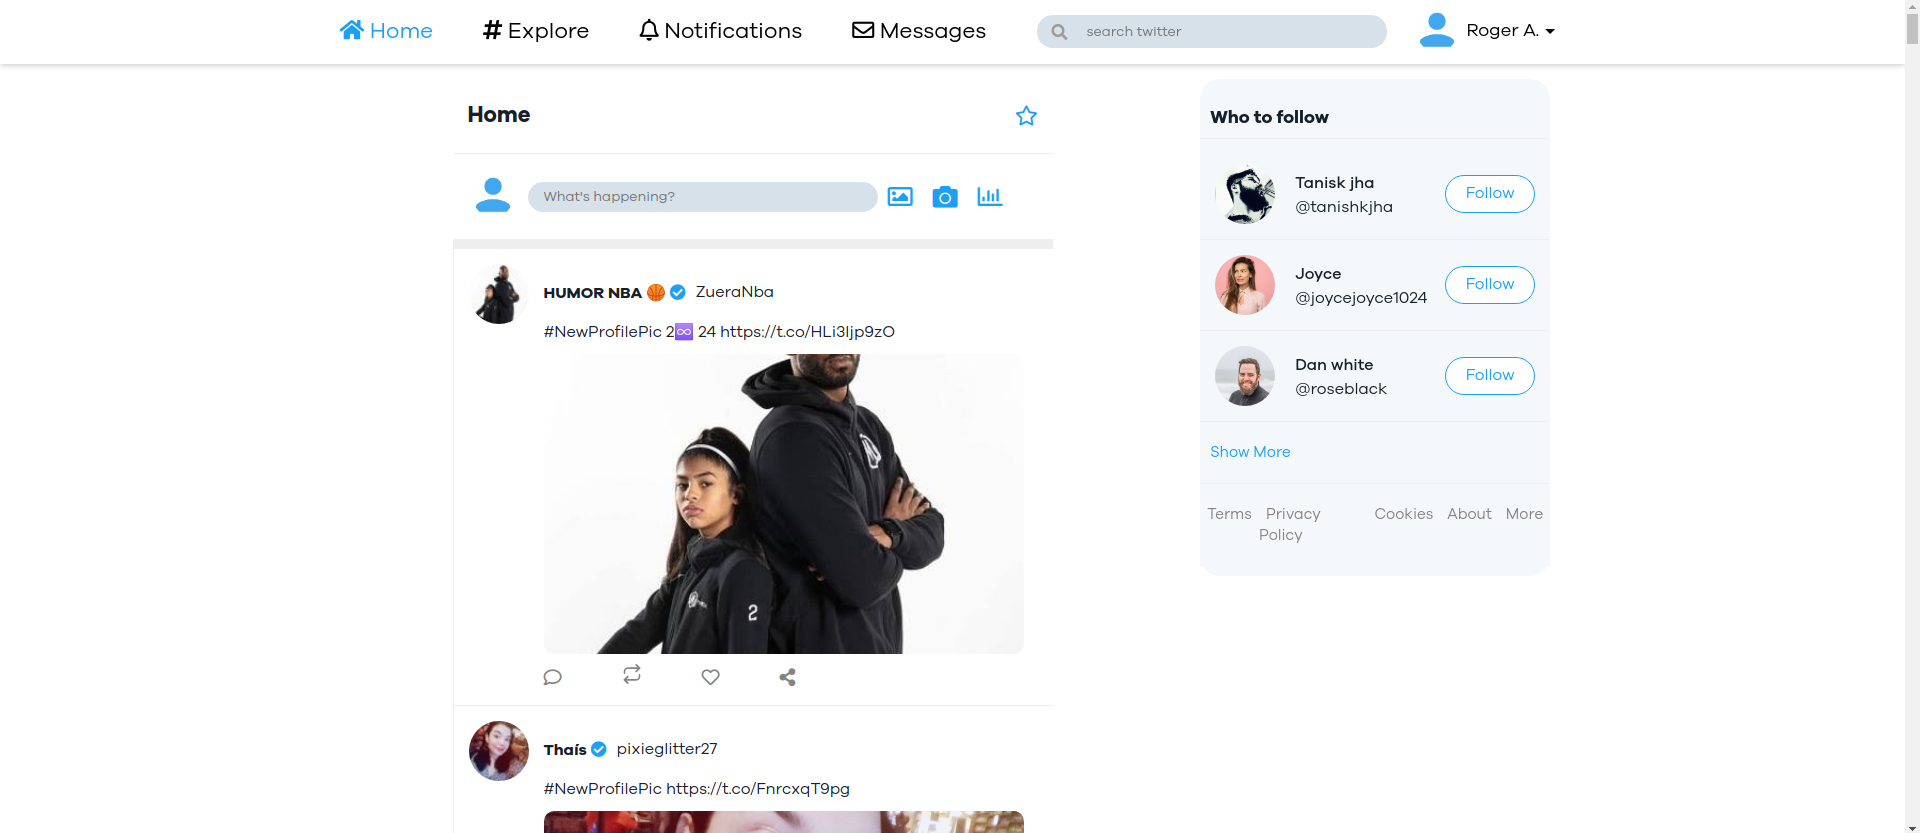 Home
Explore
Notifications
Messages
search twitter
Roger A.
Home
What's happening?
HUMOR NBA 🏀 ZueraNba
#NewProfilePic 2♾ 24 https://t.co/HLi3ljp9zO
2
Thaís pixieglitter27
#NewProfilePic https://t.co/FnrcxqT9pg
Who to follow
Tanisk jha
@tanishkjha
Follow
Joyce
@joycejoyce1024
Follow
Dan white
@roseblack
Follow
Show More
Terms Privacy Cookies About More
Policy